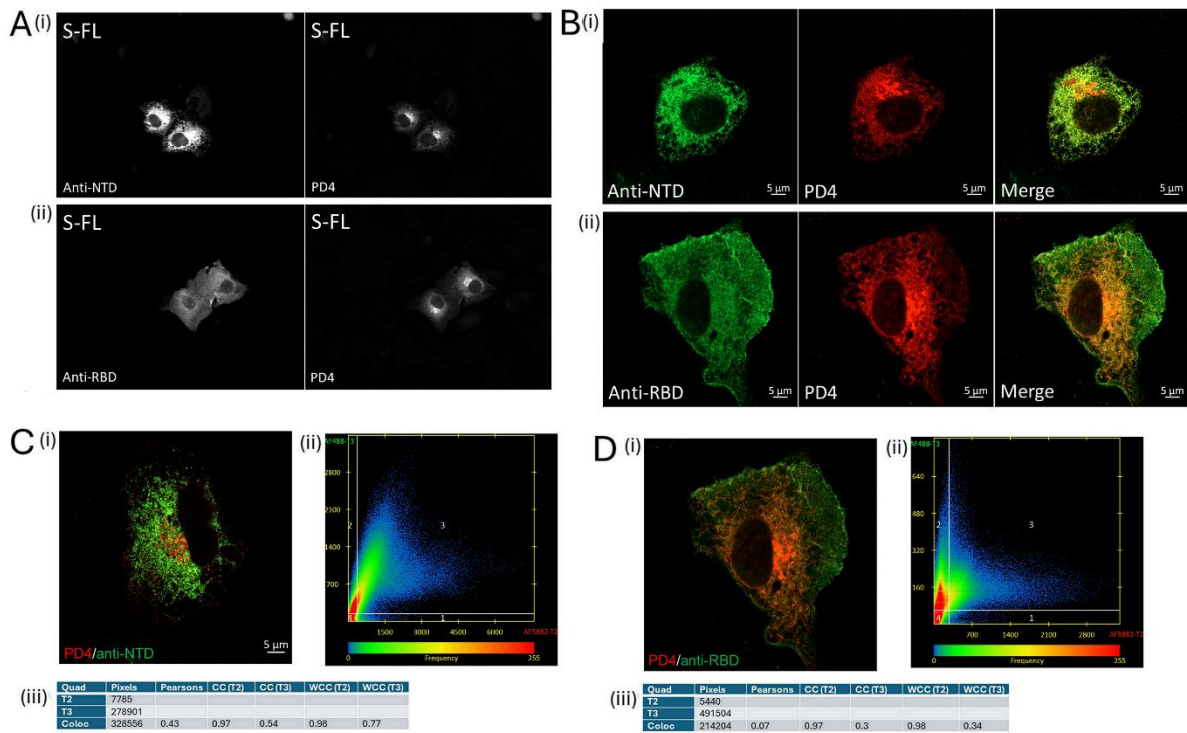 A (i)
S-FL S-FL
Anti-NTD PD4
(ii)
S-FL S-FL
Anti-RBD PD4
B (i)
Anti-NTD 5 µm PD4 5 µm Merge 5 µm
(ii)
Anti-RBD 5 µm PD4 5 µm Merge 5 µm
C (i)
PD4/anti-NTD 5 µm
(ii)
AF488-T3
2800
2100
2 3
1400
700
1
1500 3000 4500 6000
0 Frequency 255
(iii)
Quad Pixels Pearsons CC (T2) CC (T3) WCC (T2) WCC (T3)
T2 7785
T3 278901
Coloc 328556 0.43 0.97 0.54 0.98 0.77
D (i)
PD4/anti-RBD
(ii)
AF488-T3
640
480
2 3
320
160
4 1
700 1400 2100 2800
0 Frequency 255
(iii)
Quad Pixels Pearsons CC (T2) CC (T3) WCC (T2) WCC (T3)
T2 5440
T3 491504
Coloc 214204 0.07 0.97 0.3 0.98 0.34